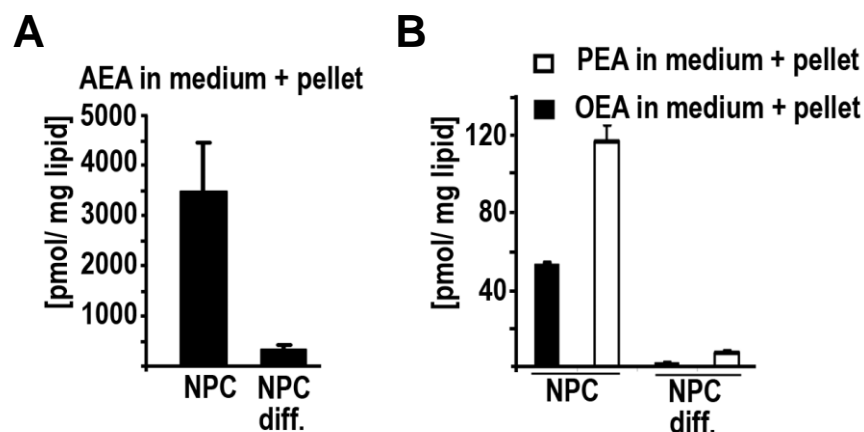 A
AEA in medium + pellet
[pmol/ mg lipid]
5000
4000
3000
2000
1000
NPC
NPC
diff.
B
PEA in medium + pellet
OEA in medium + pellet
[pmol/ mg lipid]
120
80
40
NPC
NPC
diff.